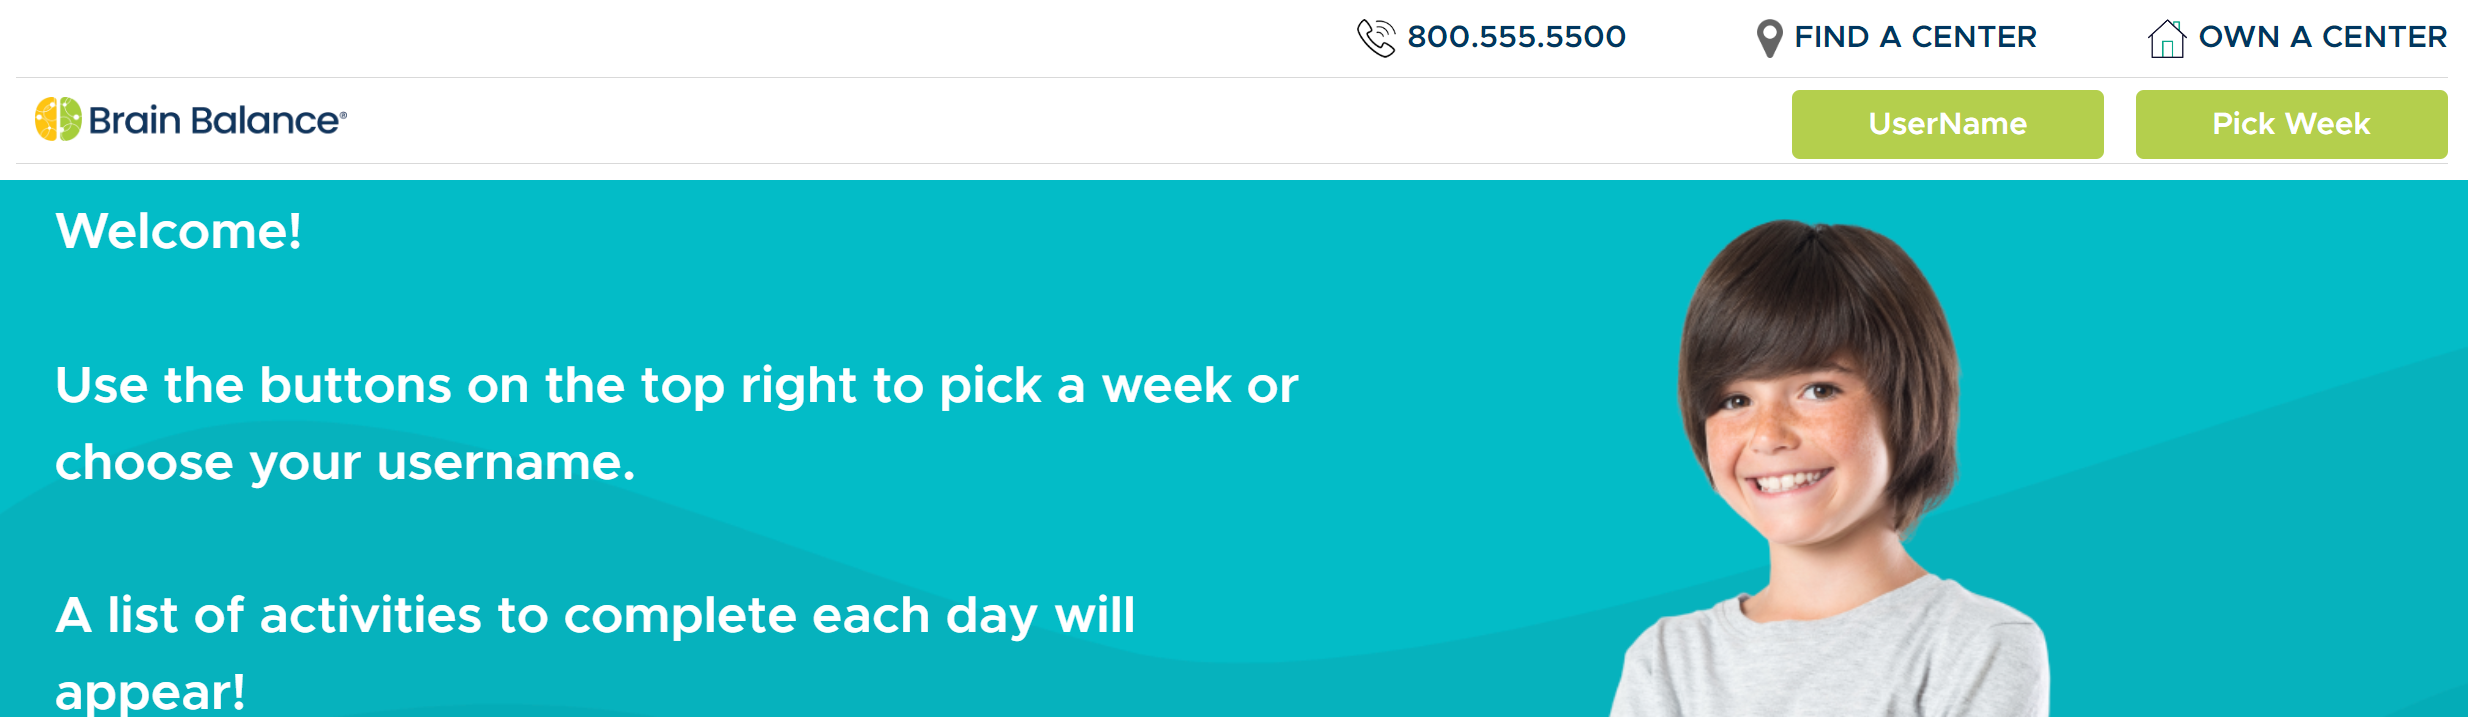 800.555.5500 FIND A CENTER OWN A CENTER
Brain Balance®
UserName Pick Week
Welcome!
Use the buttons on the top right to pick a week or
choose your username.
A list of activities to complete each day will
appear!